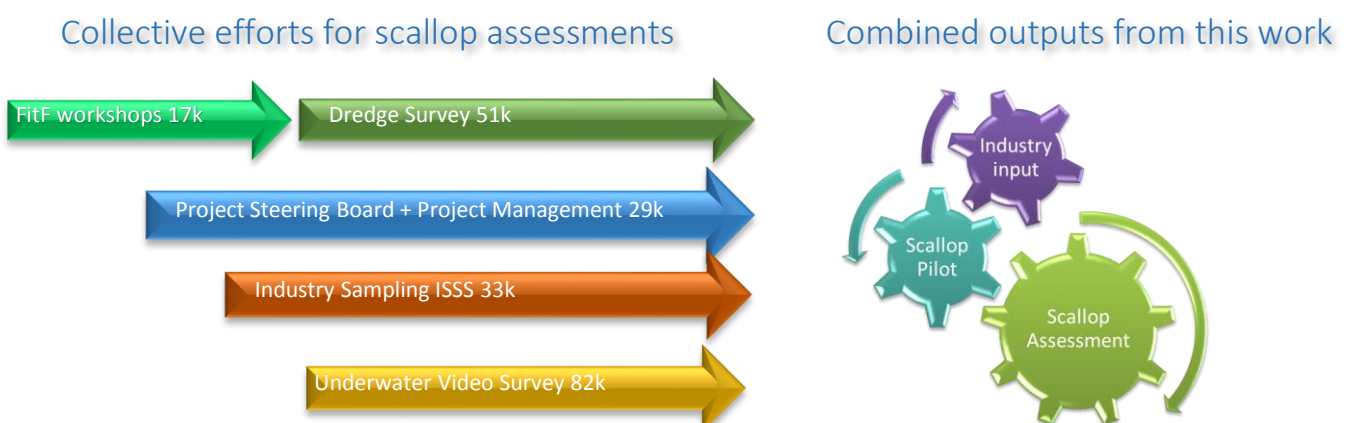 Collective efforts for scallop assessments
Combined outputs from this work
FitF workshops 17k
Dredge Survey 51k
Project Steering Board + Project Management 29k
Industry Sampling ISSS 33k
Underwater Video Survey 82k
Industry
input
Scallop
Pilot
Scallop
Assessment